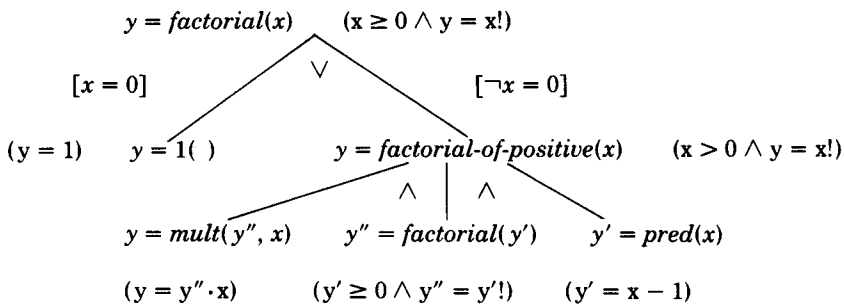 y = factorial(x) (x ≥ 0 ∧ y = x!)
∨
[x = 0] [¬x = 0]
(y = 1) y = 1( ) y = factorial-of-positive(x) (x > 0 ∧ y = x!)
∧ ∧
y = mult(y″, x) y″ = factorial(y′) y′ = pred(x)
(y = y″·x) (y′ ≥ 0 ∧ y″ = y′!) (y′ = x − 1)